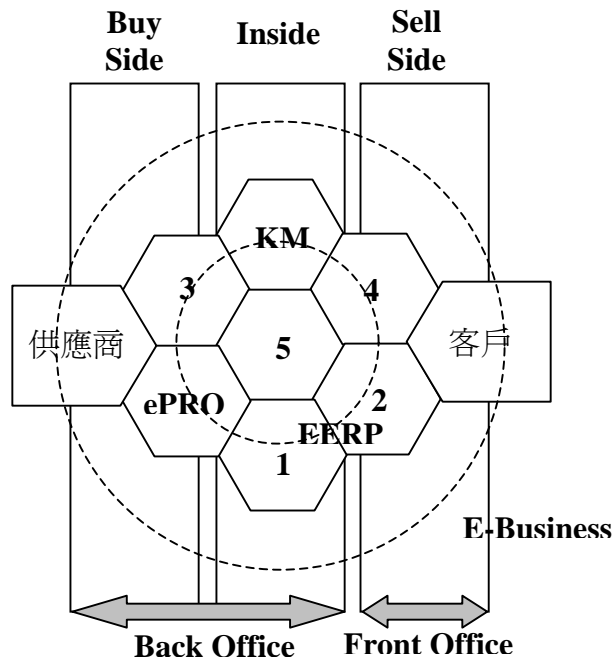 Buy
Side
Inside
Sell
Side
KM
3
4
供應商
5
客戶
ePRO
2
EERP
1
E-Business
Back Office
Front Office